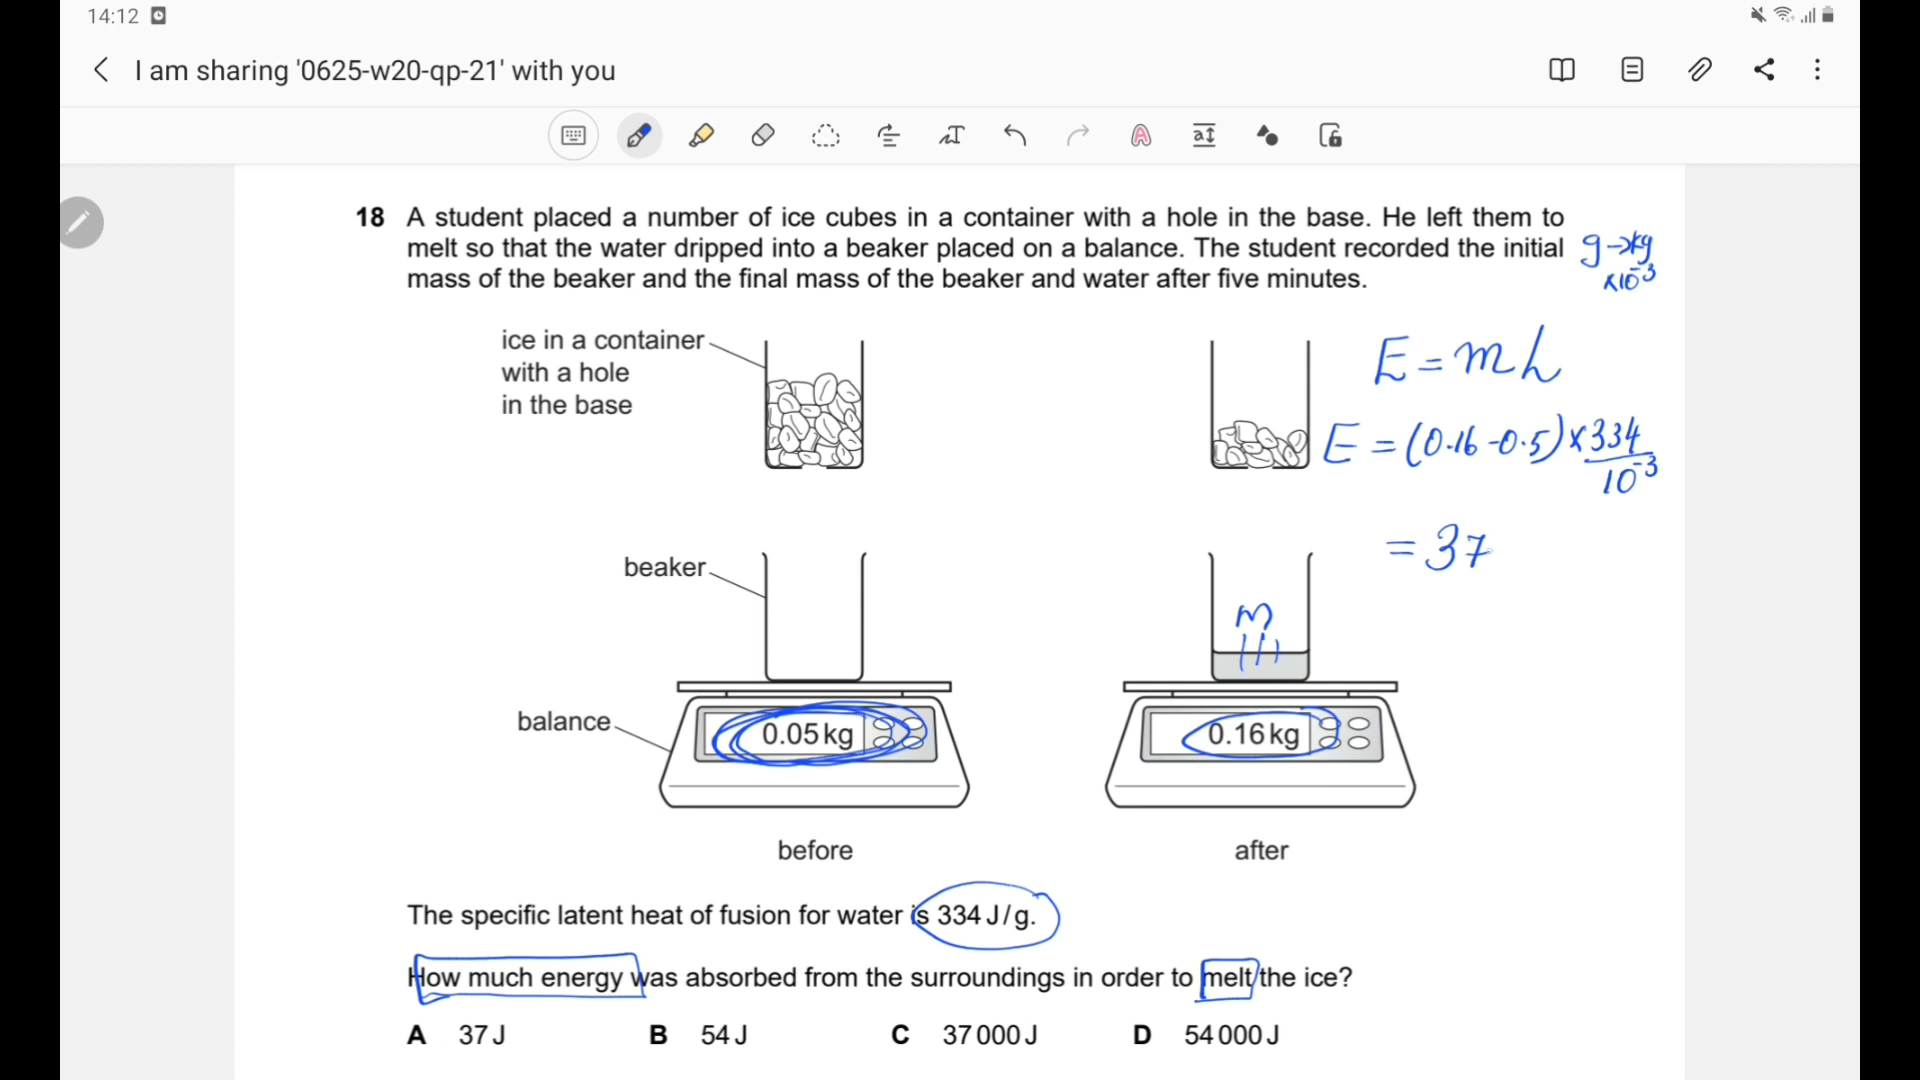 14:12
I am sharing '0625-w20-qp-21' with you
18 A student placed a number of ice cubes in a container with a hole in the base. He left them to
melt so that the water dripped into a beaker placed on a balance. The student recorded the initial
mass of the beaker and the final mass of the beaker and water after five minutes.
g→kg
×10⁻³
ice in a container
with a hole
in the base
E = mL
E = (0.16-0.5)×334/10⁻³
= 37
beaker
m
balance
0.05 kg
0.16 kg
before
after
The specific latent heat of fusion for water is 334 J/g.
How much energy was absorbed from the surroundings in order to melt the ice?
A 37 J B 54 J C 37 000 J D 54 000 J